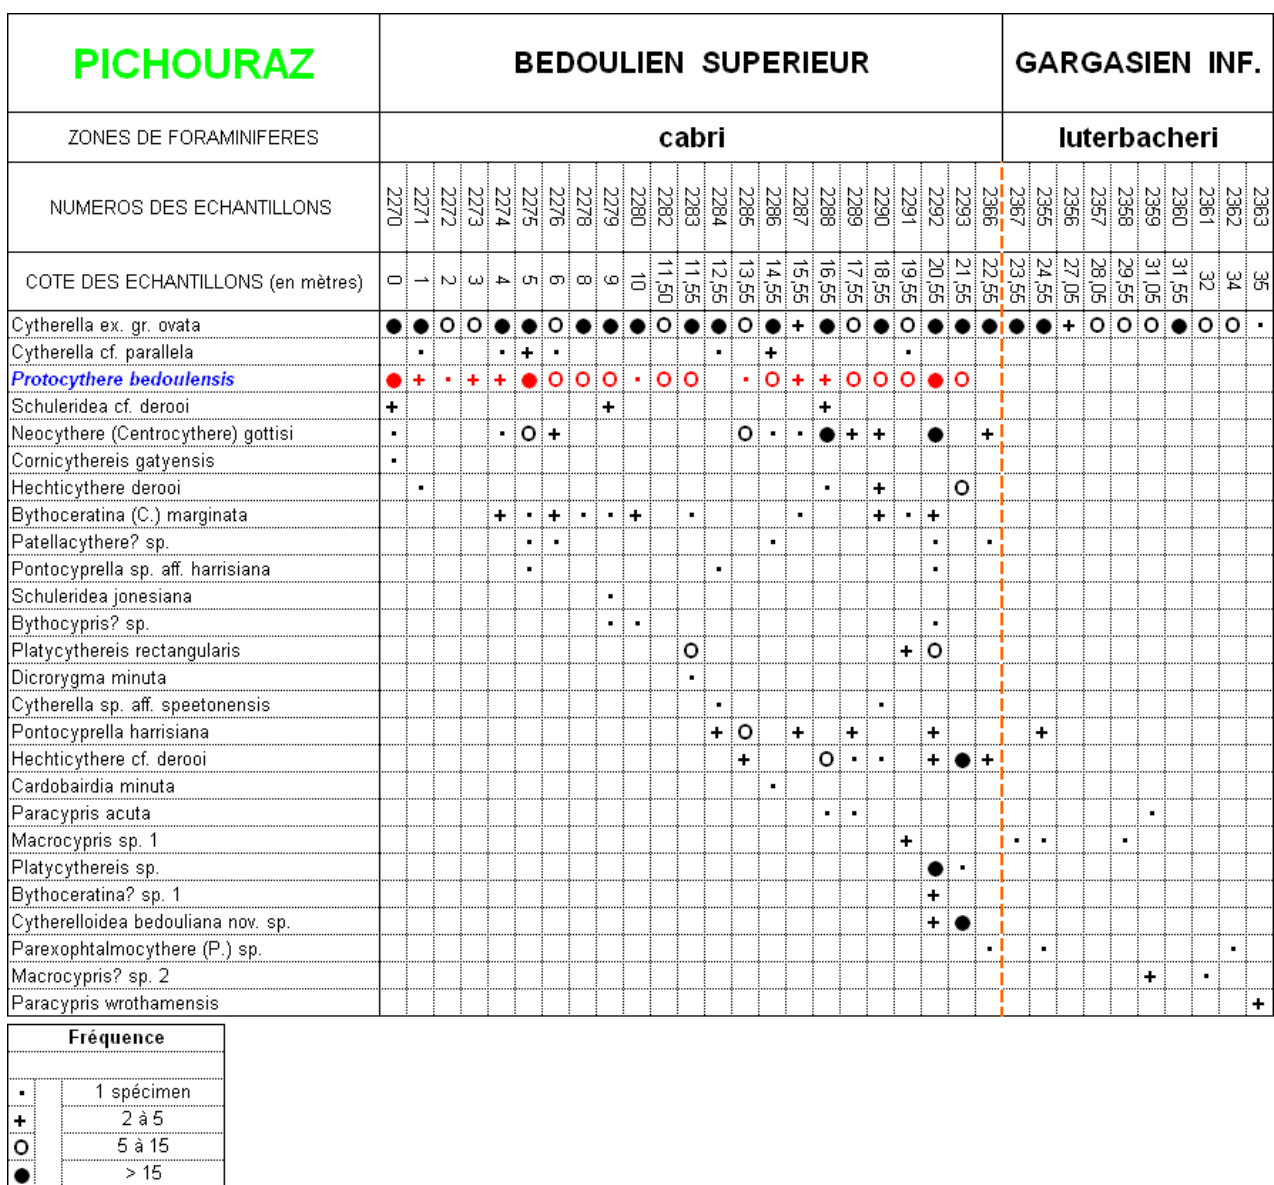 PICHOURAZ BEDOULIEN SUPERIEUR GARGASIEN INF.
ZONES DE FORAMINIFERES cabri luterbacheri
NUMEROS DES ECHANTILLONS 2270 2271 2272 2273 2274 2275 2276 2278 2279 2280 2282 2283 2284 2285 2286 2287 2288 2289 2290 2291 2292 2293 2366 2367 2355 2356 2357 2358 2359 2360 2361 2362 2363
COTE DES ECHANTILLONS (en mètres) 0 1 2 3 4 5 6 8 9 10 11,50 11,55 12,55 13,55 14,55 15,55 16,55 17,55 18,55 19,55 20,55 21,55 22,55 23,55 24,55 27,05 28,05 29,55 31,05 31,55 32 34 35
Cytherella ex. gr. ovata
Cytherella cf. parallela
Protocythere bedoulensis
Schuleridea cf. derooi
Neocythere (Centrocythere) gottisi
Cornicythereis gatyensis
Hechticythere derooi
Bythoceratina (C.) marginata
Patellacythere? sp.
Pontocyprella sp. aff. harrisiana
Schuleridea jonesiana
Bythocypris? sp.
Platycythereis rectangularis
Dicrorygma minuta
Cytherella sp. aff. speetonensis
Pontocyprella harrisiana
Hechticythere cf. derooi
Cardobairdia minuta
Paracypris acuta
Macrocypris sp. 1
Platycythereis sp.
Bythoceratina? sp. 1
Cytherelloidea bedouliana nov. sp.
Parexophtalmocythere (P.) sp.
Macrocypris? sp. 2
Paracypris wrothamensis
Fréquence
1 spécimen
+ 2 à 5
5 à 15
> 15